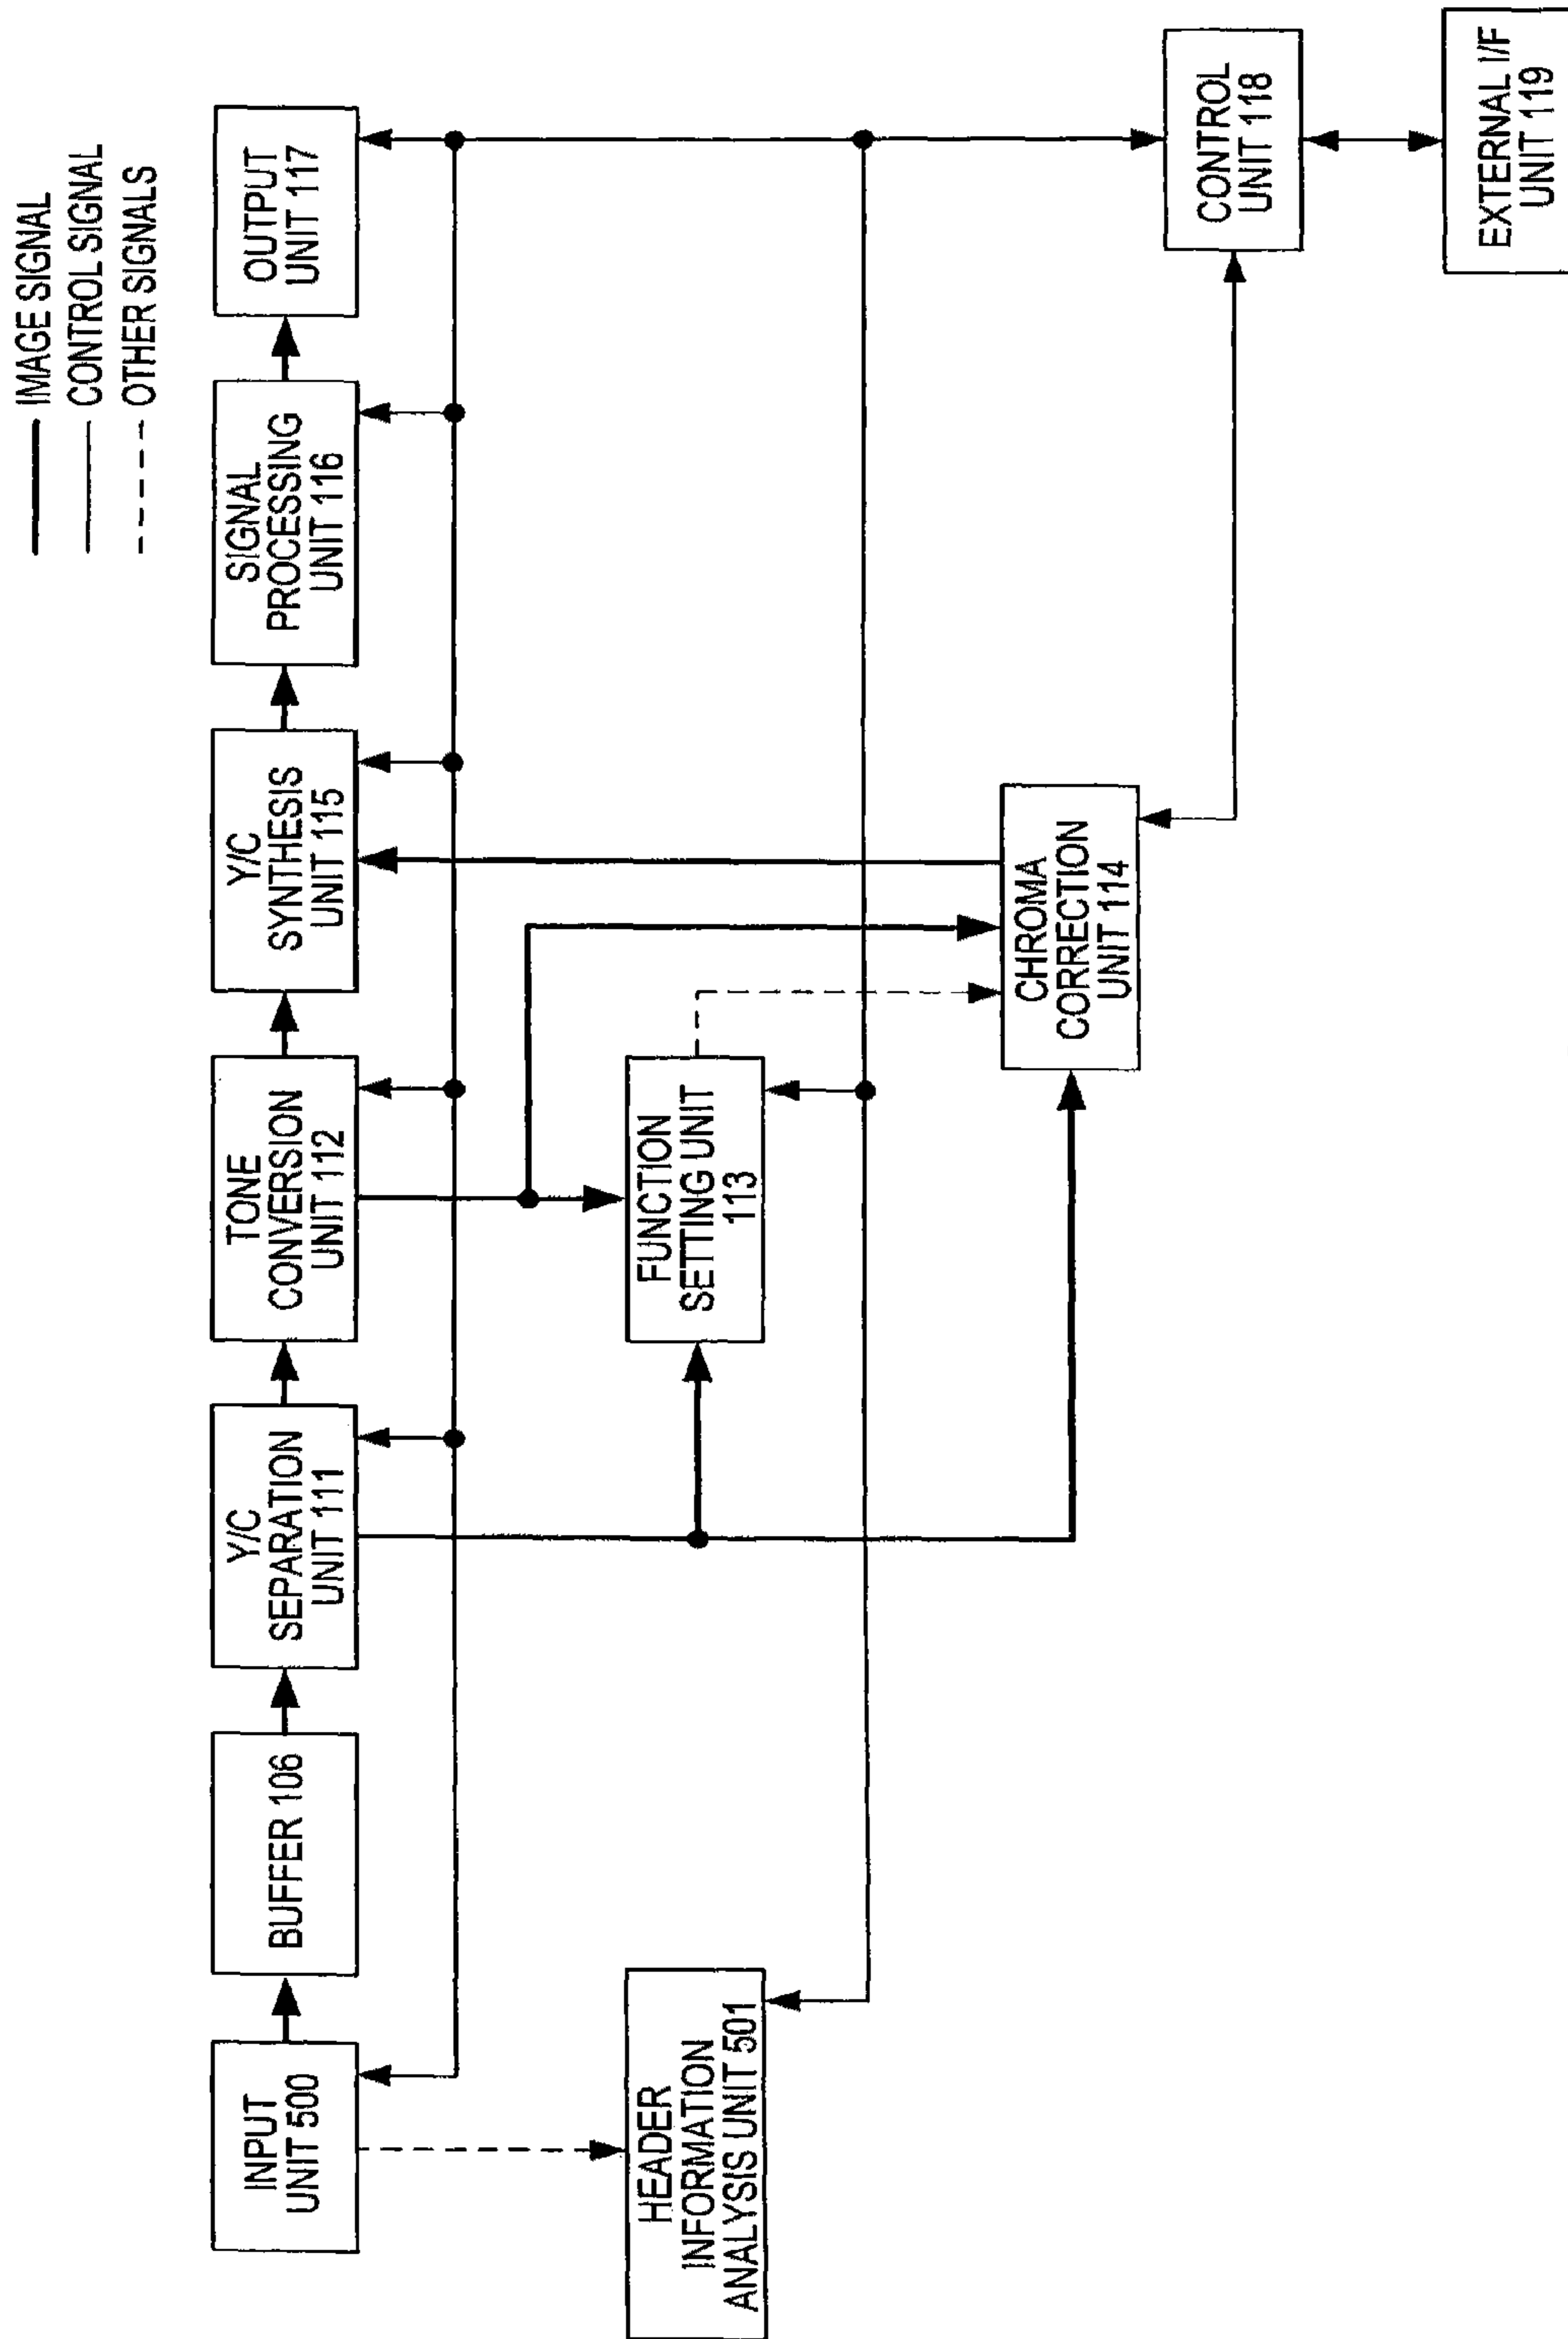 IMAGE SIGNAL
CONTROL SIGNAL
OTHER SIGNALS
INPUT
UNIT 500
BUFFER 106
Y/C
SEPARATION
UNIT 111
TONE
CONVERSION
UNIT 112
Y/C
SYNTHESIS
UNIT 115
SIGNAL
PROCESSING
UNIT 116
OUTPUT
UNIT 117
HEADER
INFORMATION
ANALYSIS UNIT 501
FUNCTION
SETTING UNIT
113
CHROMA
CORRECTION
UNIT 114
CONTROL
UNIT 118
EXTERNAL I/F
UNIT 119